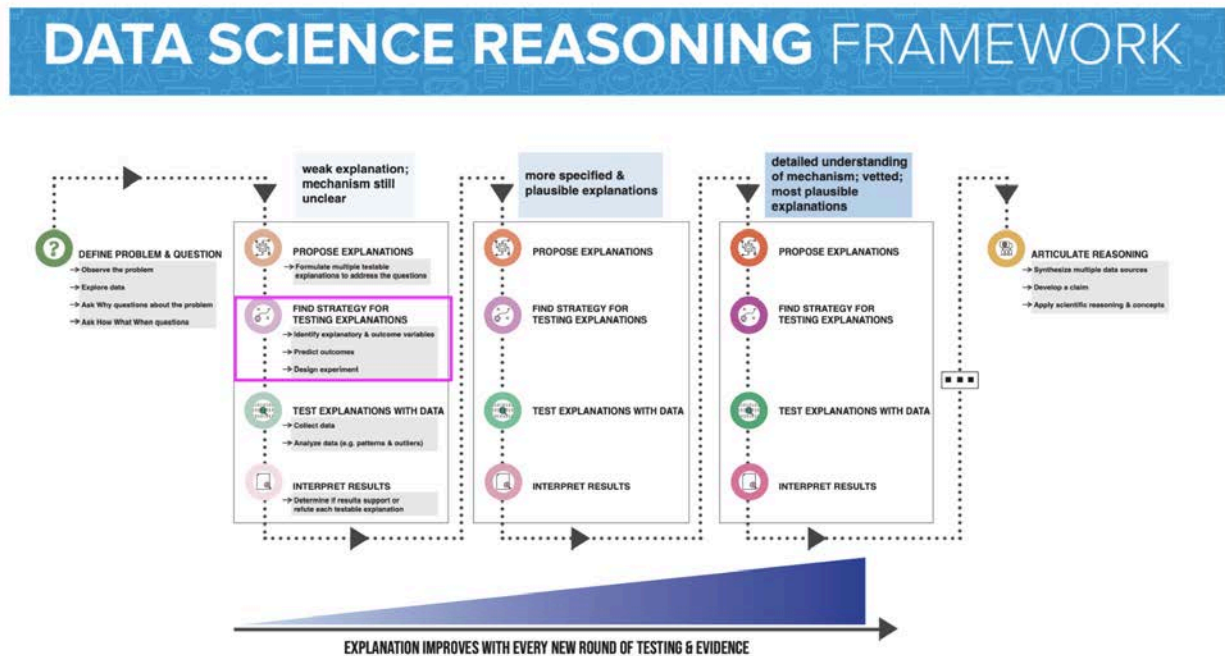 DATA SCIENCE REASONING FRAMEWORK
weak explanation;
mechanism still
unclear
more specified &
plausible explanations
detailed understanding
of mechanism; vetted;
most plausible
explanations
DEFINE PROBLEM & QUESTION
Observe the problem
Explore data
Ask Why questions about the problem
Ask How What When questions
PROPOSE EXPLANATIONS
Formulate multiple testable
explanations to address the questions
FIND STRATEGY FOR
TESTING EXPLANATIONS
Identify explanatory & outcome variables
Predict outcomes
Design experiment
TEST EXPLANATIONS WITH DATA
Collect data
Analyze data (e.g. patterns & outliers)
INTERPRET RESULTS
Determine if results support or
refute each testable explanation
PROPOSE EXPLANATIONS
FIND STRATEGY FOR
TESTING EXPLANATIONS
TEST EXPLANATIONS WITH DATA
INTERPRET RESULTS
PROPOSE EXPLANATIONS
FIND STRATEGY FOR
TESTING EXPLANATIONS
TEST EXPLANATIONS WITH DATA
INTERPRET RESULTS
ARTICULATE REASONING
Synthesize multiple data sources
Develop a claim
Apply scientific reasoning & concepts
EXPLANATION IMPROVES WITH EVERY NEW ROUND OF TESTING & EVIDENCE